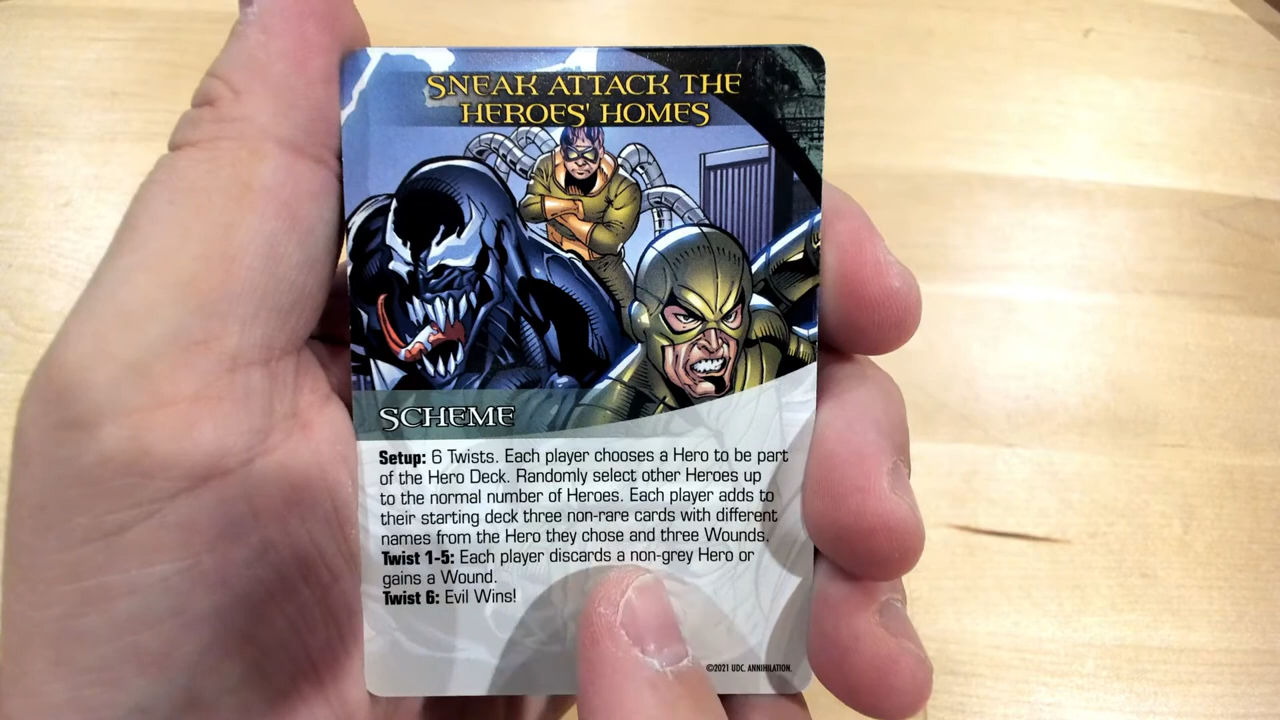 SNEAK ATTACK THE
HEROES' HOMES
SCHEME
Setup: 6 Twists. Each player chooses a Hero to be part
of the Hero Deck. Randomly select other Heroes up
to the normal number of Heroes. Each player adds to
their starting deck three non-rare cards with different
names from the Hero they chose and three Wounds.
Twist 1-5: Each player discards a non-grey Hero or
gains a Wound.
Twist 6: Evil Wins!
©2021 UDC. ANNIHILATION.